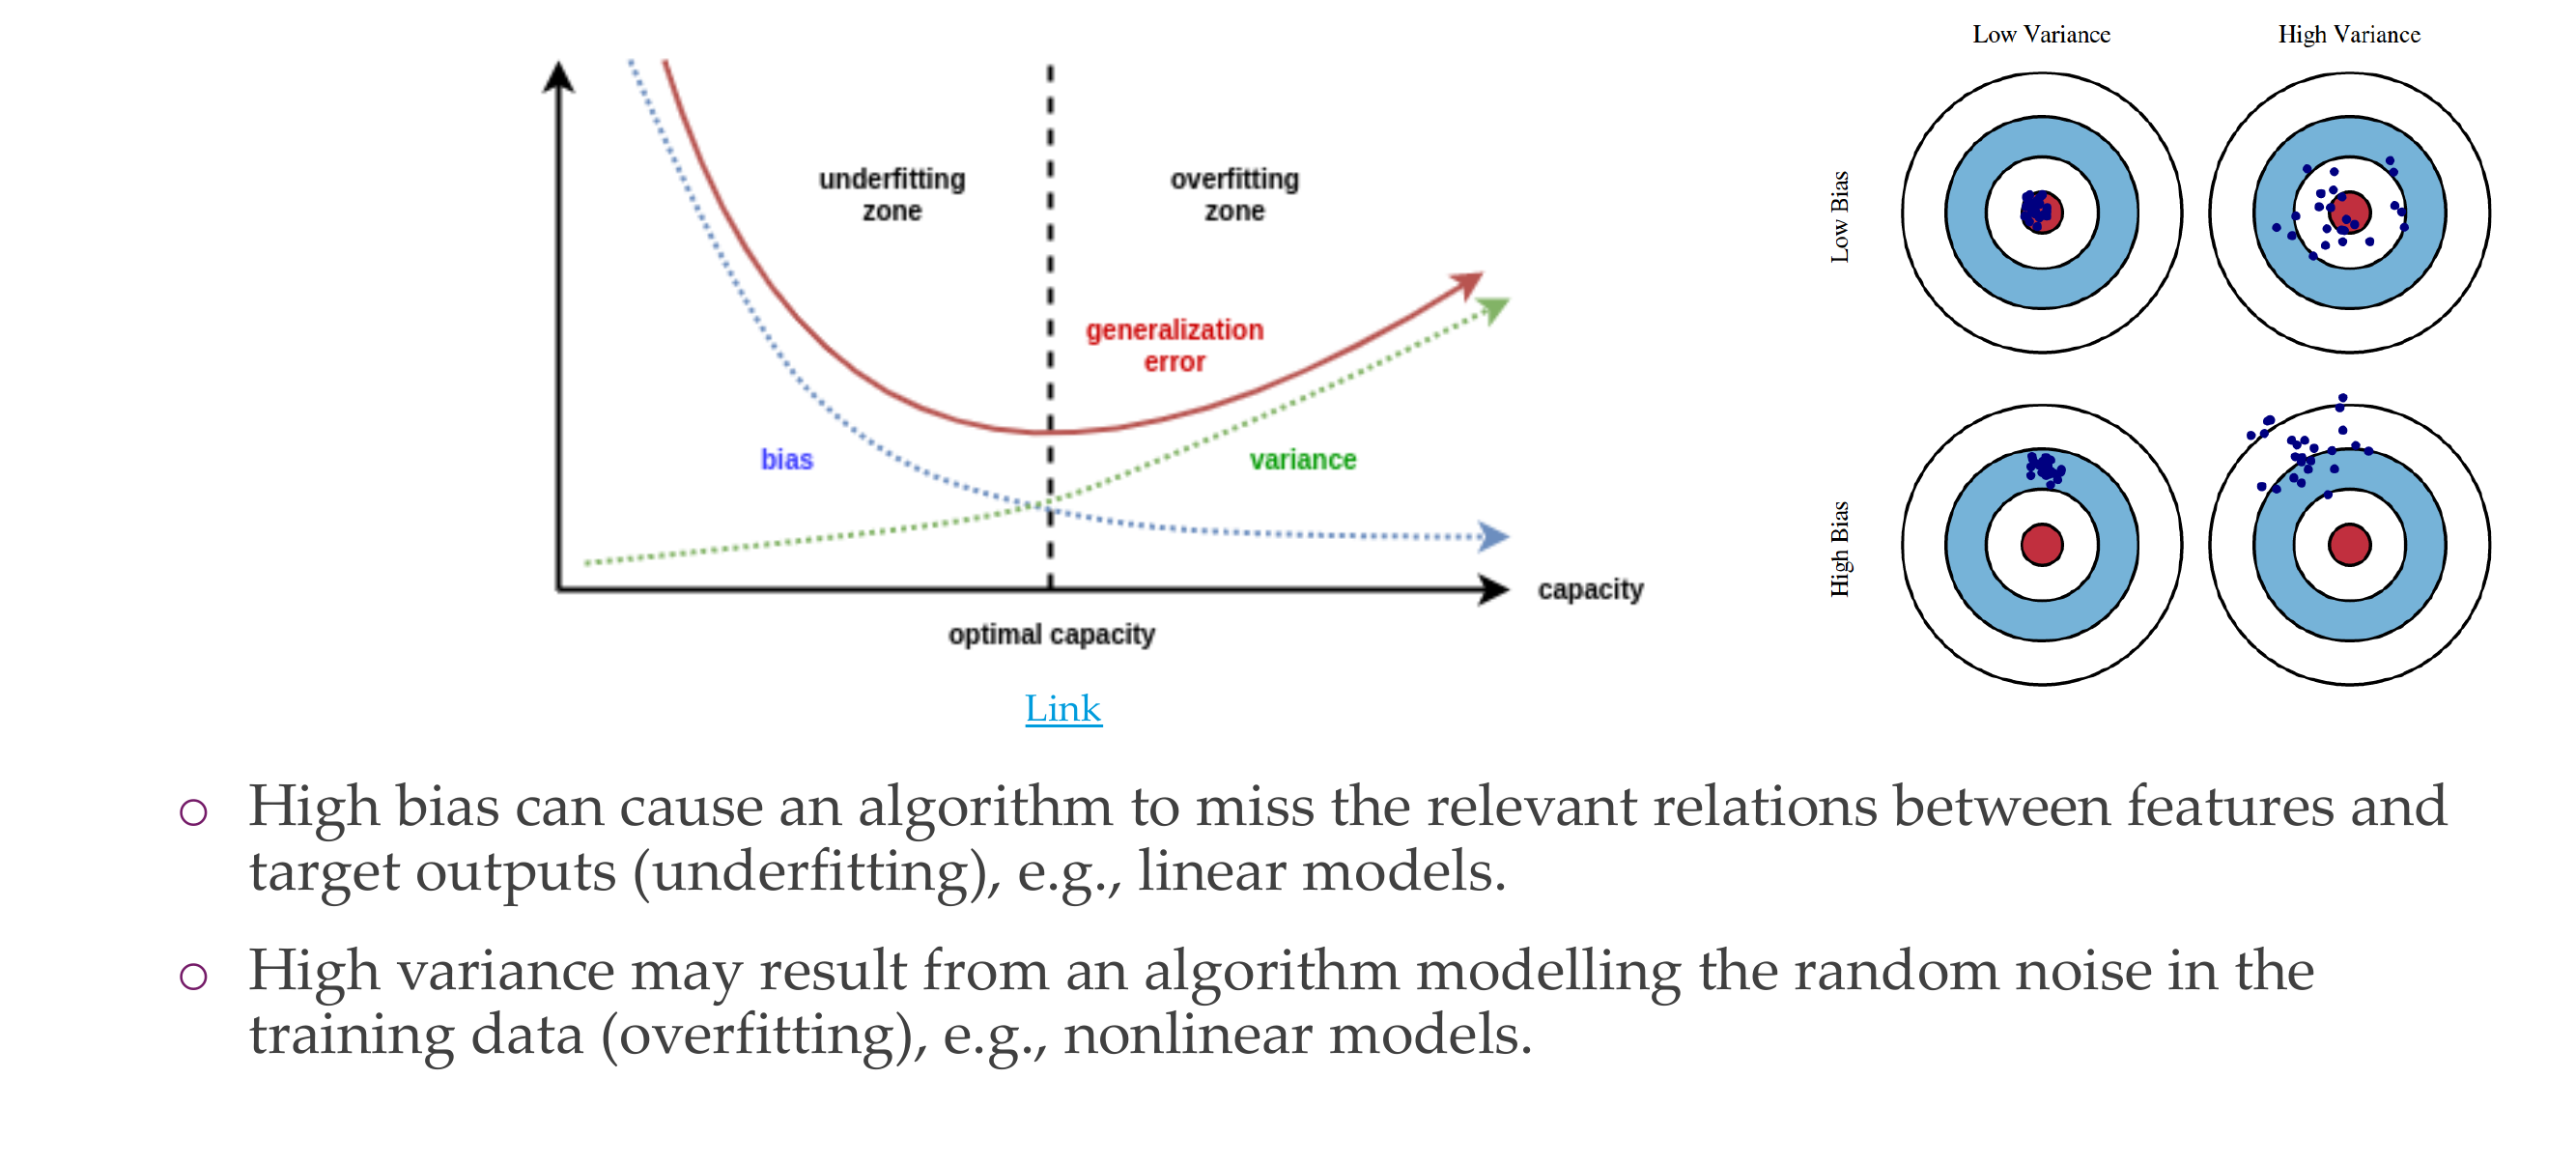 Low Variance
High Variance
Low Bias
High Bias
underfitting
zone
overfitting
zone
generalization
error
bias
variance
capacity
optimal capacity
Link
High bias can cause an algorithm to miss the relevant relations between features and
target outputs (underfitting), e.g., linear models.
High variance may result from an algorithm modelling the random noise in the
training data (overfitting), e.g., nonlinear models.